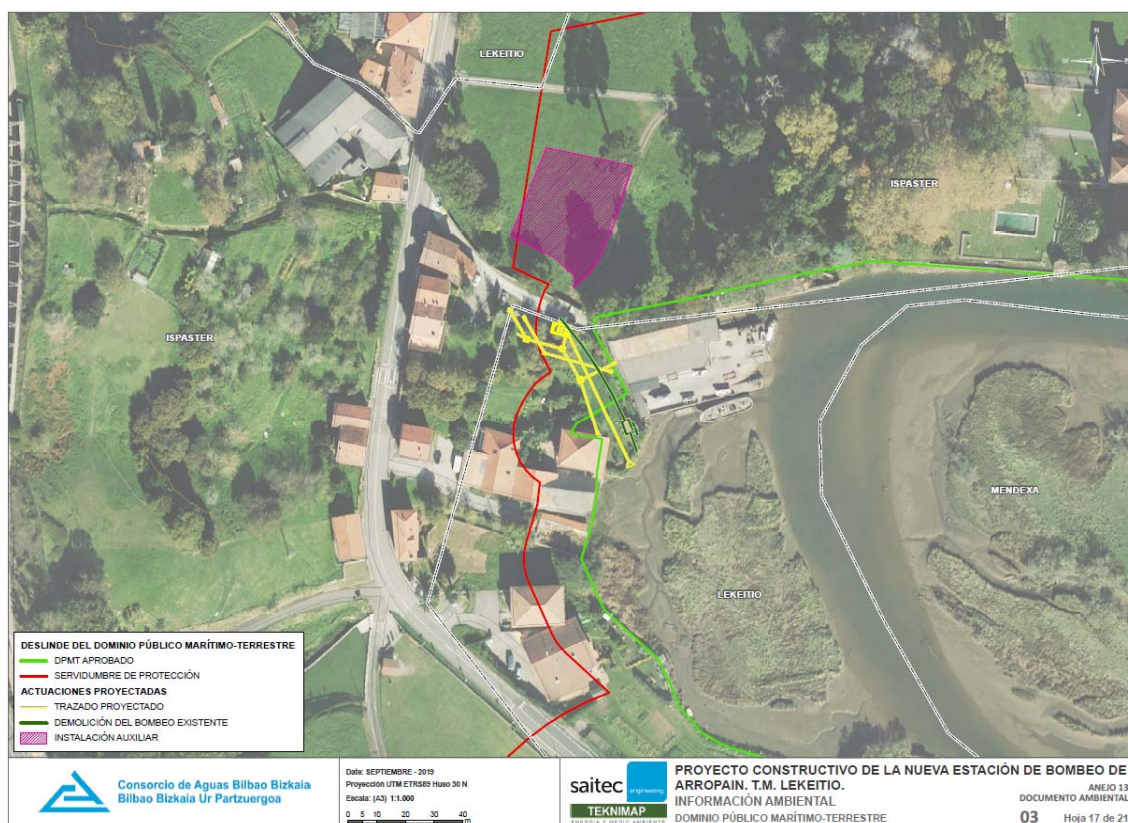 LEKEITIO
N
W
E
S
ISPASTER
ISPASTER
MENDEXA
LEKEITIO
DESLINDE DEL DOMINIO PÚBLICO MARÍTIMO-TERRESTRE
DPMT APROBADO
SERVIDUMBRE DE PROTECCIÓN
ACTUACIONES PROYECTADAS
TRAZADO PROYECTADO
DEMOLICIÓN DEL BOMBEO EXISTENTE
INSTALACIÓN AUXILIAR
Consorcio de Aguas Bilbao Bizkaia
Bilbao Bizkaia Ur Partzuergoa
Date: SEPTIEMBRE - 2019
Proyección UTM ETRS89 Huso 30 N
Escala: (A3) 1:1.000
0 5 10 20 30 40
m
saitec engineering
TEKNIMAP
ENERGÍA Y MEDIO AMBIENTE
PROYECTO CONSTRUCTIVO DE LA NUEVA ESTACIÓN DE BOMBEO DE
ARROPAIN. T.M. LEKEITIO.
INFORMACIÓN AMBIENTAL
DOMINIO PÚBLICO MARÍTIMO-TERRESTRE
ANEJO 13
DOCUMENTO AMBIENTAL
03 Hoja 17 de 21